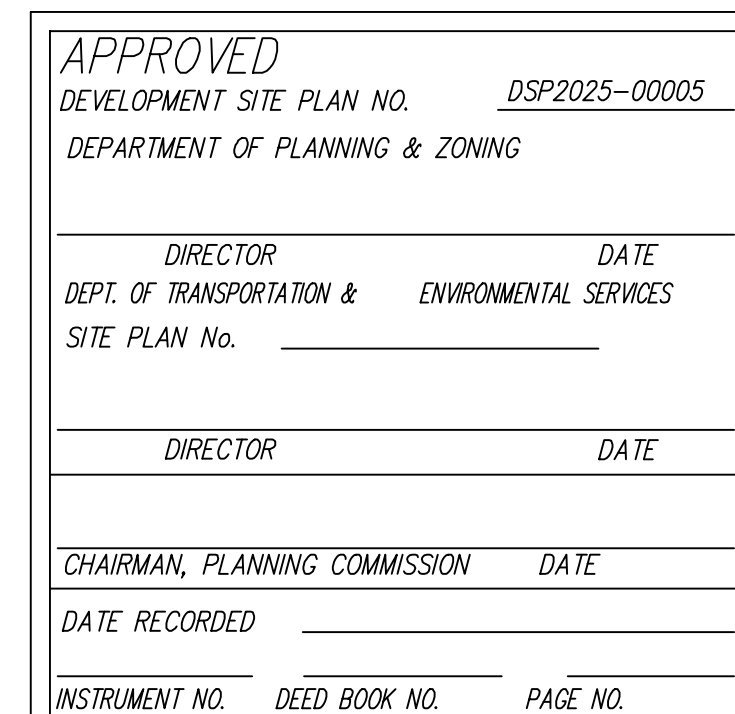 APPROVED
DEVELOPMENT SITE PLAN NO. DSP2025-00005
DEPARTMENT OF PLANNING & ZONING
DIRECTOR DATE
DEPT. OF TRANSPORTATION & ENVIRONMENTAL SERVICES
SITE PLAN No.
DIRECTOR DATE
CHAIRMAN, PLANNING COMMISSION DATE
DATE RECORDED
INSTRUMENT NO. DEED BOOK NO. PAGE NO.